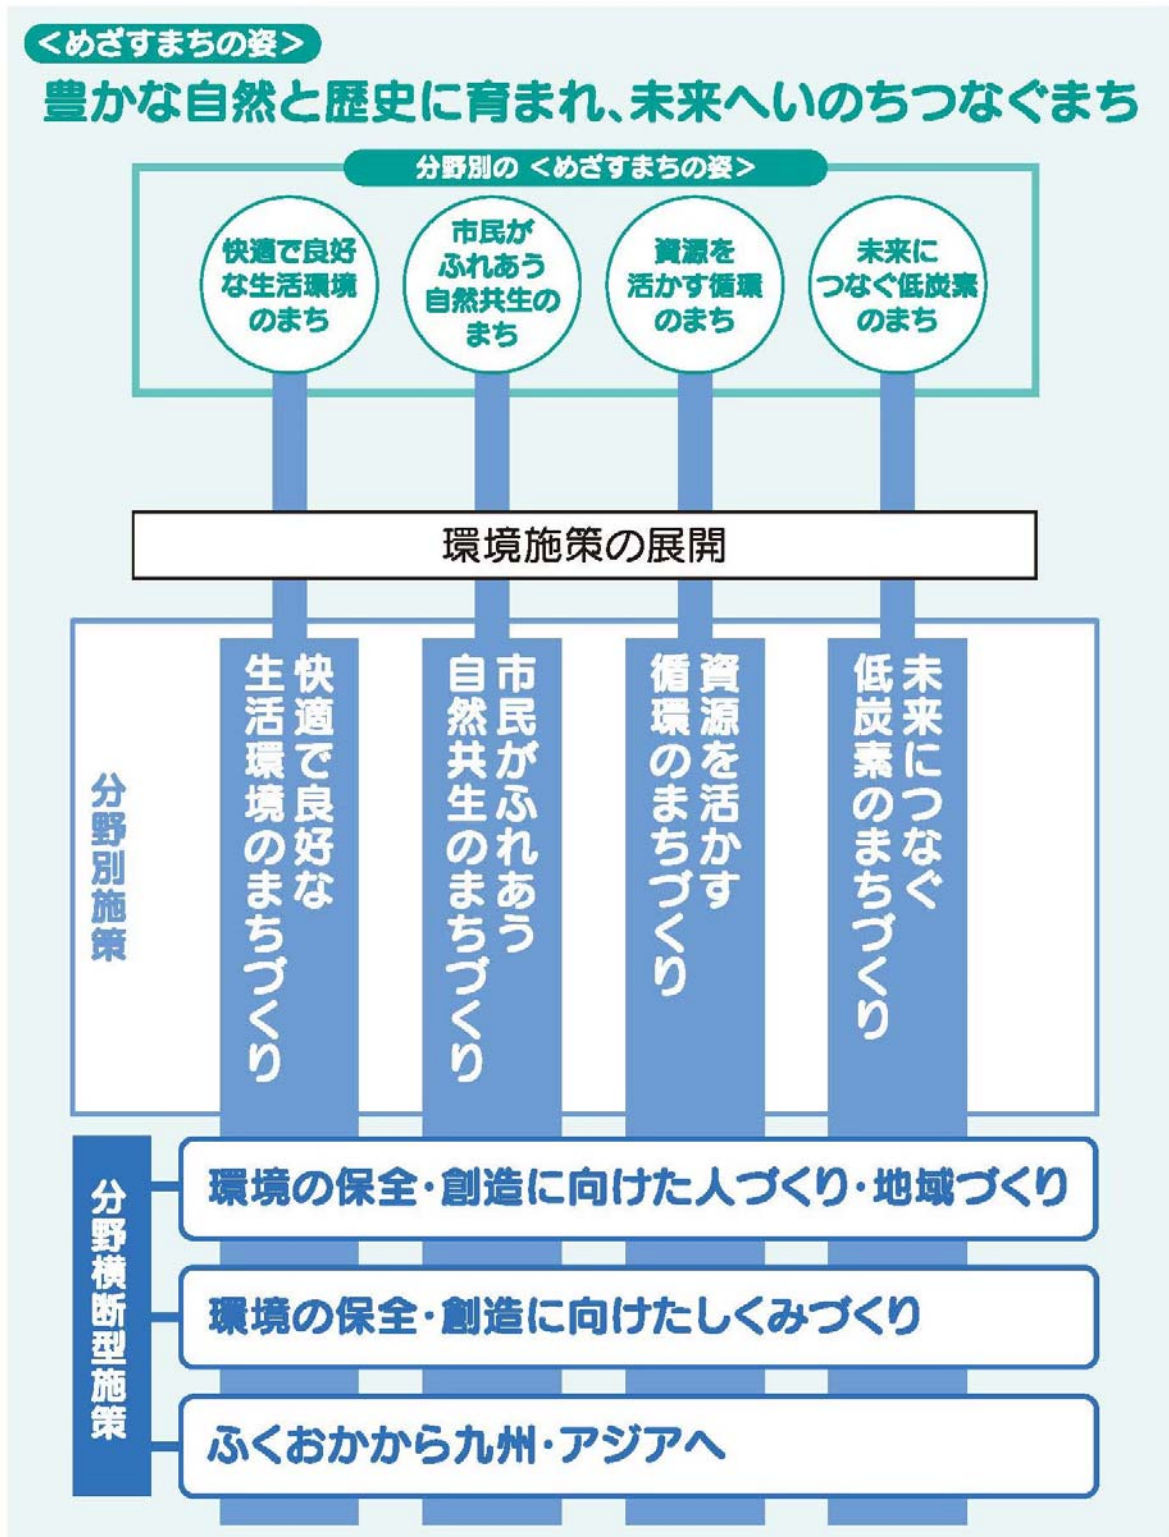 <めざすまちの姿>
豊かな自然と歴史に育まれ、未来へいのちつなぐまち
分野別の <めざすまちの姿>
快適で良好
な生活環境
のまち
市民が
ふれあう
自然共生の
まち
資源を
活かす循環
のまち
未来に
つなぐ低炭素
のまち
環境施策の展開
分野別施策
快適で良好な
生活環境のまちづくり
市民がふれあう
自然共生のまちづくり
資源を活かす
循環のまちづくり
未来につなぐ
低炭素のまちづくり
分野横断型施策
環境の保全・創造に向けた人づくり・地域づくり
環境の保全・創造に向けたしくみづくり
ふくおかから九州・アジアへ